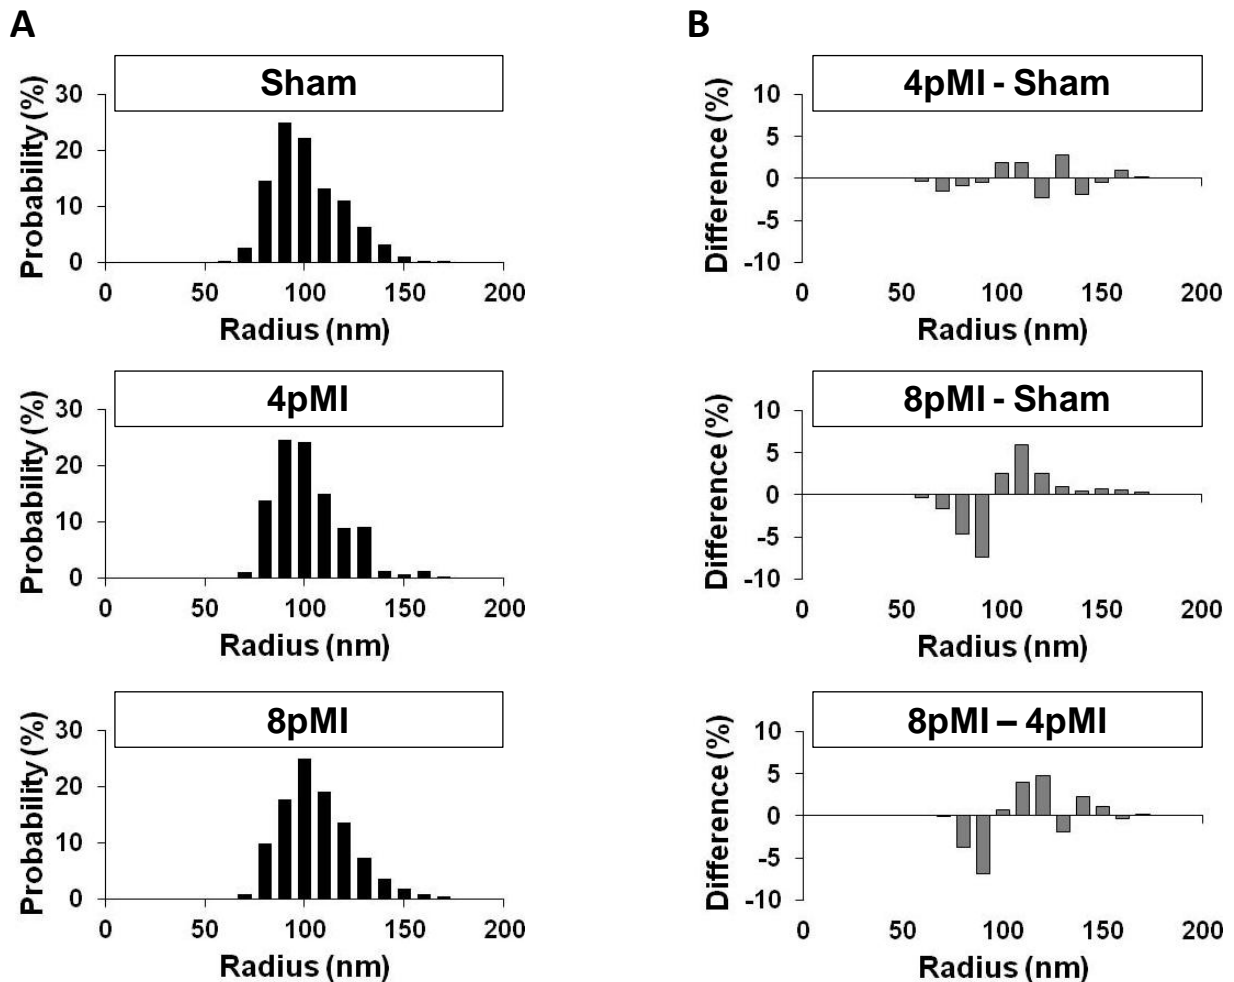 A
B
Sham
Probability (%)
30
20
10
0
0 50 100 150 200
Radius (nm)
4pMI - Sham
Difference (%)
10
5
0
-5
-10
0 50 100 150 200
Radius (nm)
4pMI
Probability (%)
30
20
10
0
0 50 100 150 200
Radius (nm)
8pMI - Sham
Difference (%)
10
5
0
-5
-10
0 50 100 150 200
Radius (nm)
8pMI
Probability (%)
30
20
10
0
0 50 100 150 200
Radius (nm)
8pMI – 4pMI
Difference (%)
10
5
0
-5
-10
0 50 100 150 200
Radius (nm)